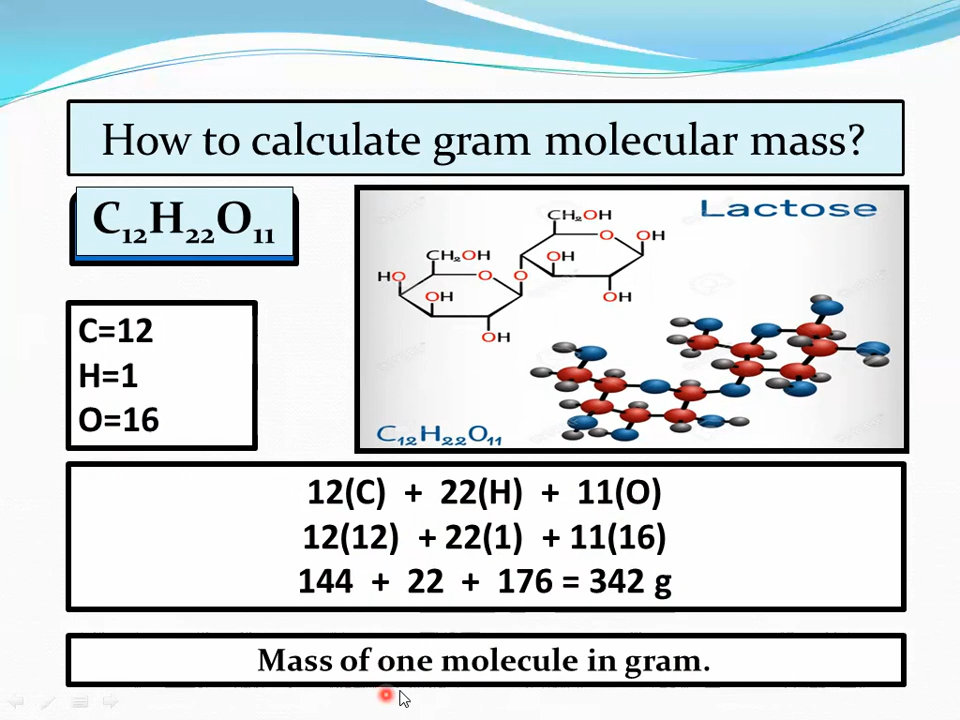 How to calculate gram molecular mass?
C₁₂H₂₂O₁₁
Lactose
CH₂OH
O
OH
OH
OH
CH₂OH
HO
O
O
OH
OH
C₁₂H₂₂O₁₁
C=12
H=1
O=16
12(C) + 22(H) + 11(O)
12(12) + 22(1) + 11(16)
144 + 22 + 176 = 342 g
Mass of one molecule in gram.